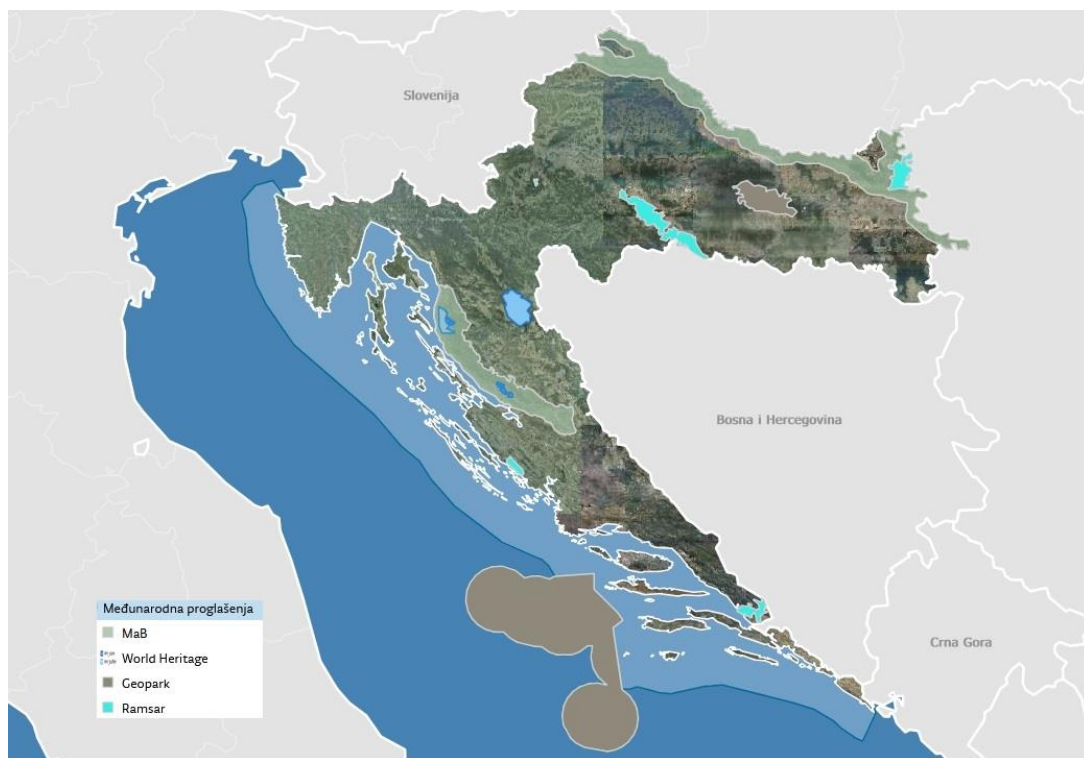 Slovenija
Bosna i Hercegovina
Crna Gora
Međunarodna proglašenja
MaB
World Heritage
Geopark
Ramsar